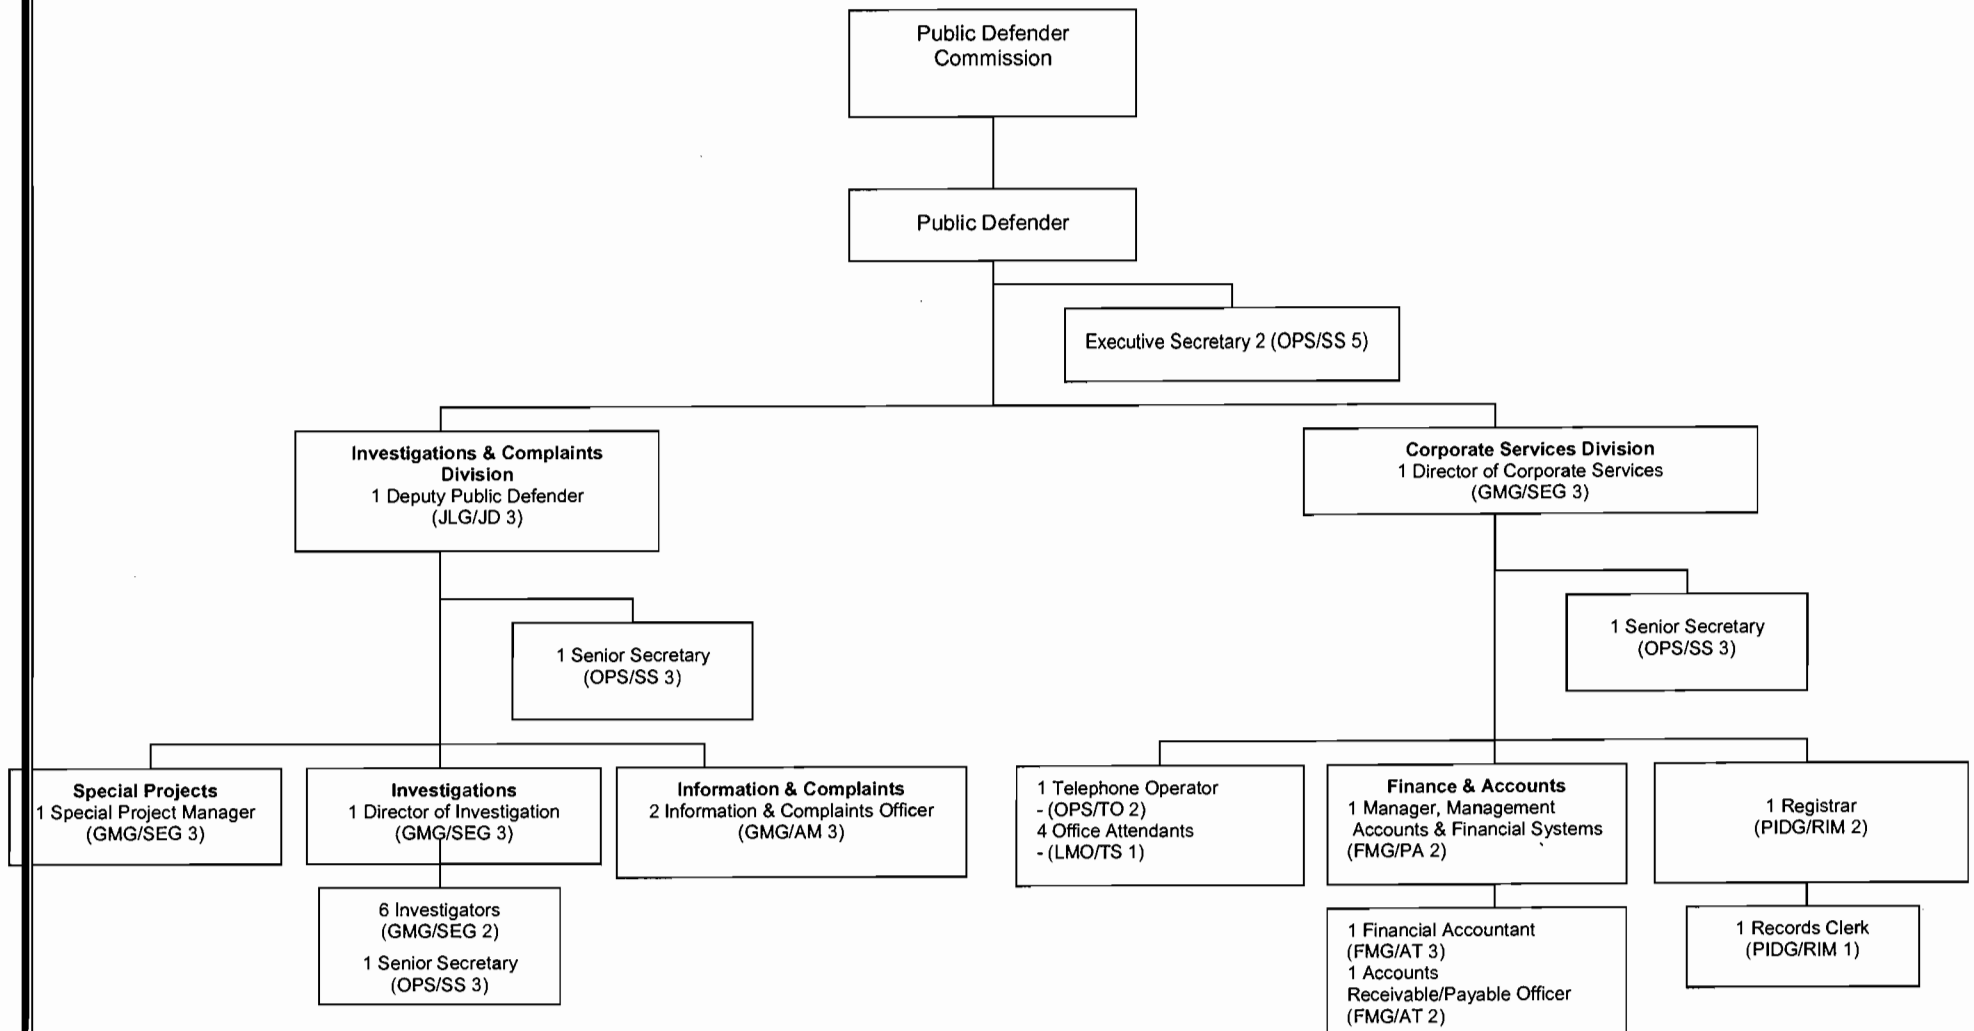 Public Defender
Commission
Public Defender
Executive Secretary 2 (OPS/SS 5)
Investigations & Complaints
Division
1 Deputy Public Defender
(JLG/JD 3)
Corporate Services Division
1 Director of Corporate Services
(GMG/SEG 3)
1 Senior Secretary
(OPS/SS 3)
1 Senior Secretary
(OPS/SS 3)
Special Projects
1 Special Project Manager
(GMG/SEG 3)
Investigations
1 Director of Investigation
(GMG/SEG 3)
Information & Complaints
2 Information & Complaints Officer
(GMG/AM 3)
1 Telephone Operator
- (OPS/TO 2)
4 Office Attendants
- (LMO/TS 1)
Finance & Accounts
1 Manager, Management
Accounts & Financial Systems
(FMG/PA 2)
1 Registrar
(PIDG/RIM 2)
6 Investigators
(GMG/SEG 2)
1 Senior Secretary
(OPS/SS 3)
1 Financial Accountant
(FMG/AT 3)
1 Accounts
Receivable/Payable Officer
(FMG/AT 2)
1 Records Clerk
(PIDG/RIM 1)